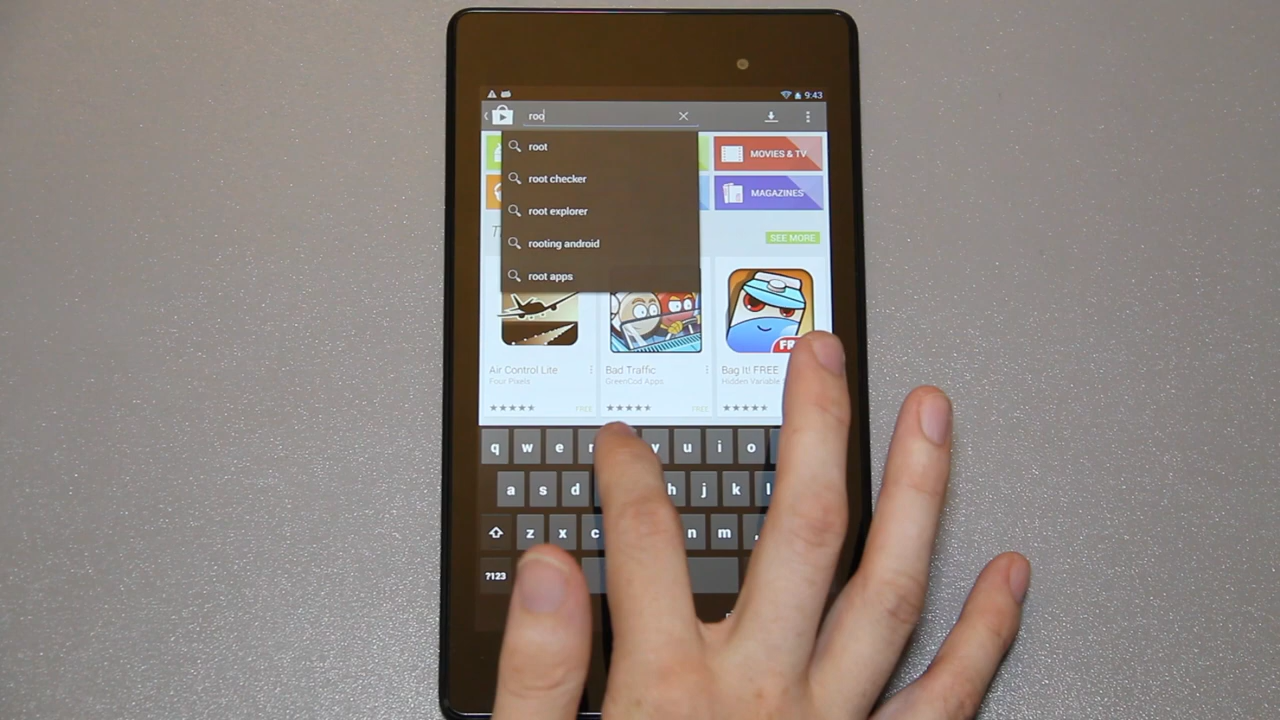 9:43
roo
root
root checker
root explorer
rooting android
root apps
MOVIES & TV
MAGAZINES
SEE MORE
Air Control Lite
Four Pixels
FREE
Bad Traffic
GreenCod Apps
FREE
Bag It! FREE
Hidden Variable
q w e r u i o
a s d h j k l
z x c n m ,
?123